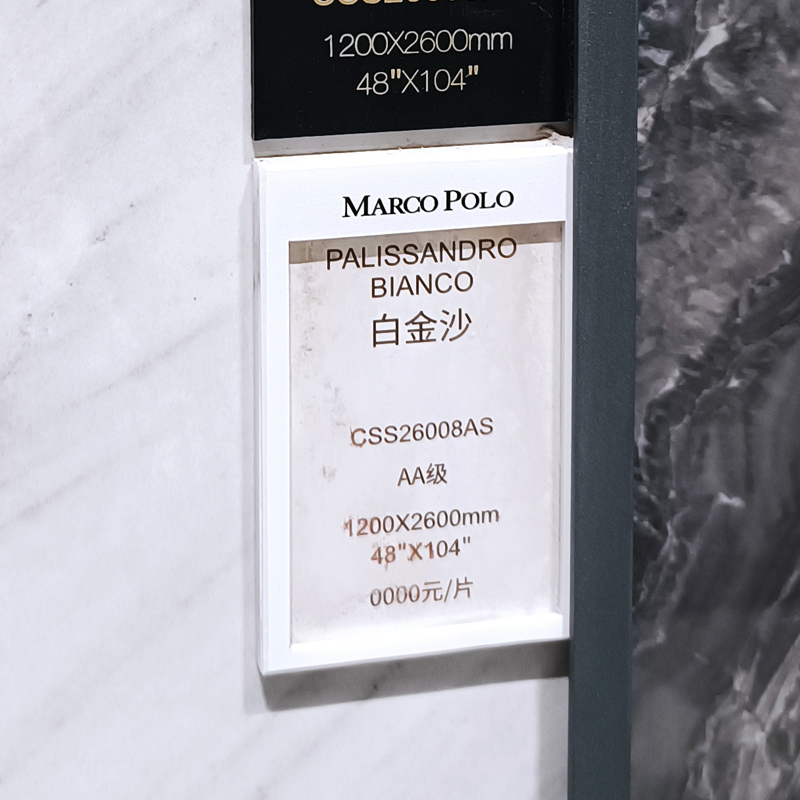 1200X2600mm
48"X104"
MARCO POLO
PALISSANDRO
BIANCO
白金沙
CSS26008AS
AA级
1200X2600mm
48"X104"
0000元/片